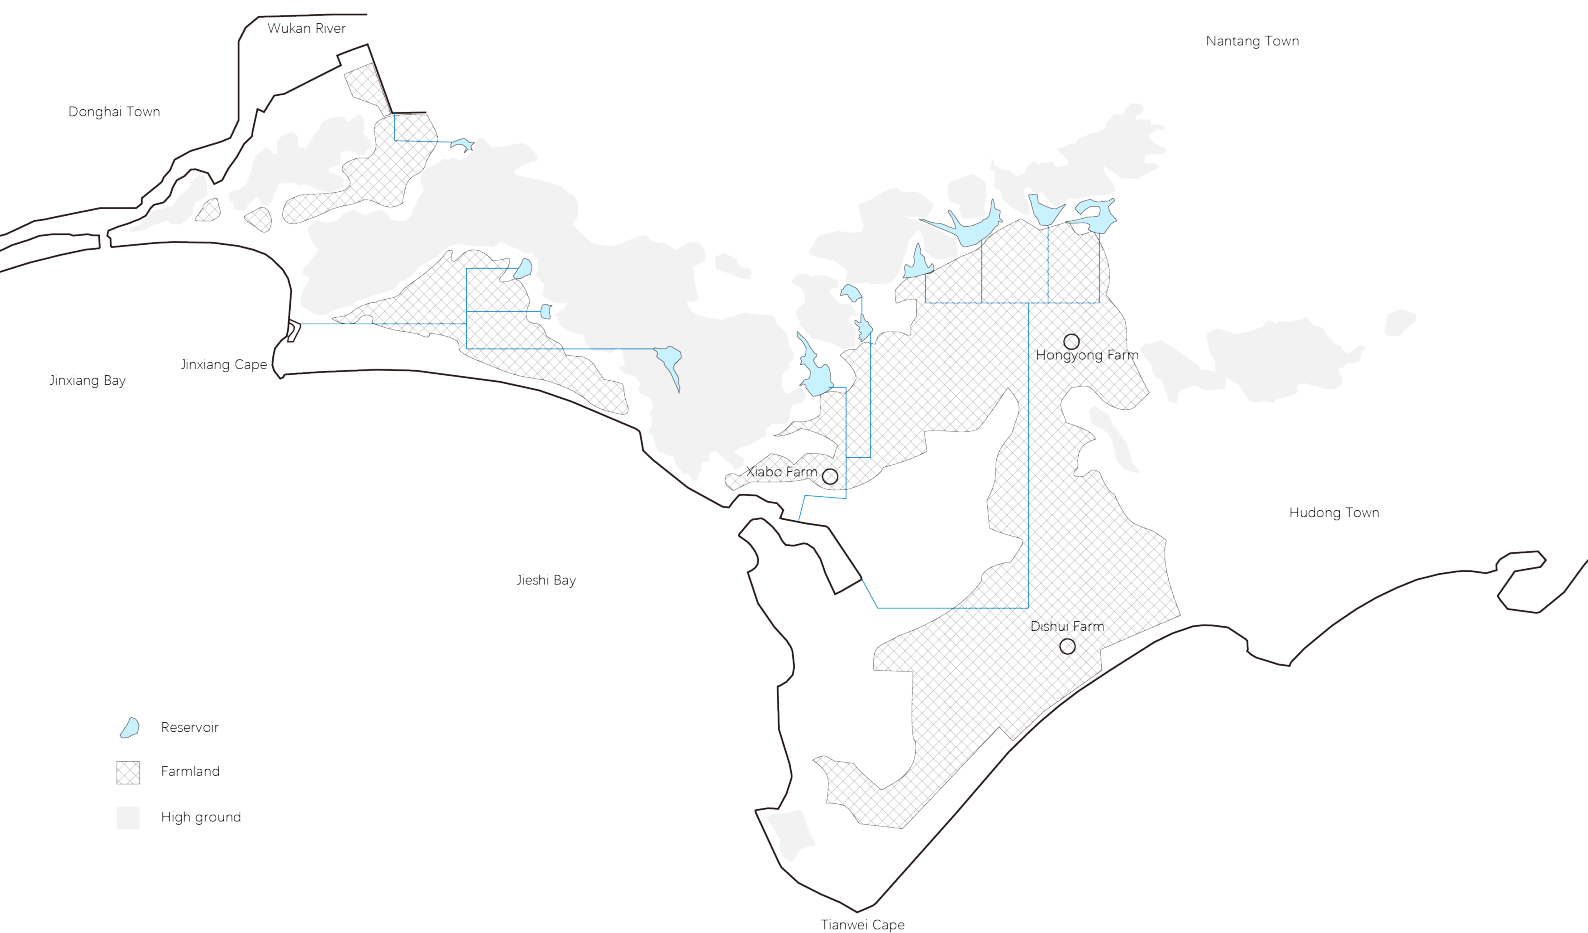 Wukan River
Nantang Town
Donghai Town
Hongyong Farm
Jinxiang Cape
Jinxiang Bay
Xiabo Farm
Hudong Town
Jieshi Bay
Dishui Farm
Reservoir
Farmland
High ground
Tianwei Cape